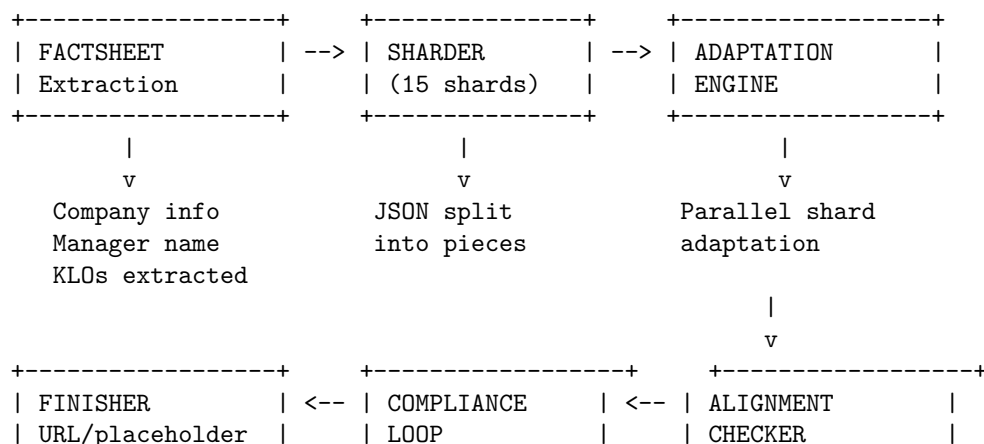 +------------------+     +---------------+     +------------------+
| FACTSHEET        | --> | SHARDER       | --> | ADAPTATION       |
| Extraction       |     | (15 shards)   |     | ENGINE           |
+------------------+     +---------------+     +------------------+
        |                       |                      |
        v                       v                      v
   Company info           JSON split            Parallel shard
   Manager name           into pieces           adaptation
   KLOs extracted
                                                      |
                                                      v
+------------------+     +------------------+     +------------------+
| FINISHER         | <-- | COMPLIANCE       | <-- | ALIGNMENT        |
| URL/placeholder  |     | LOOP             |     | CHECKER          |